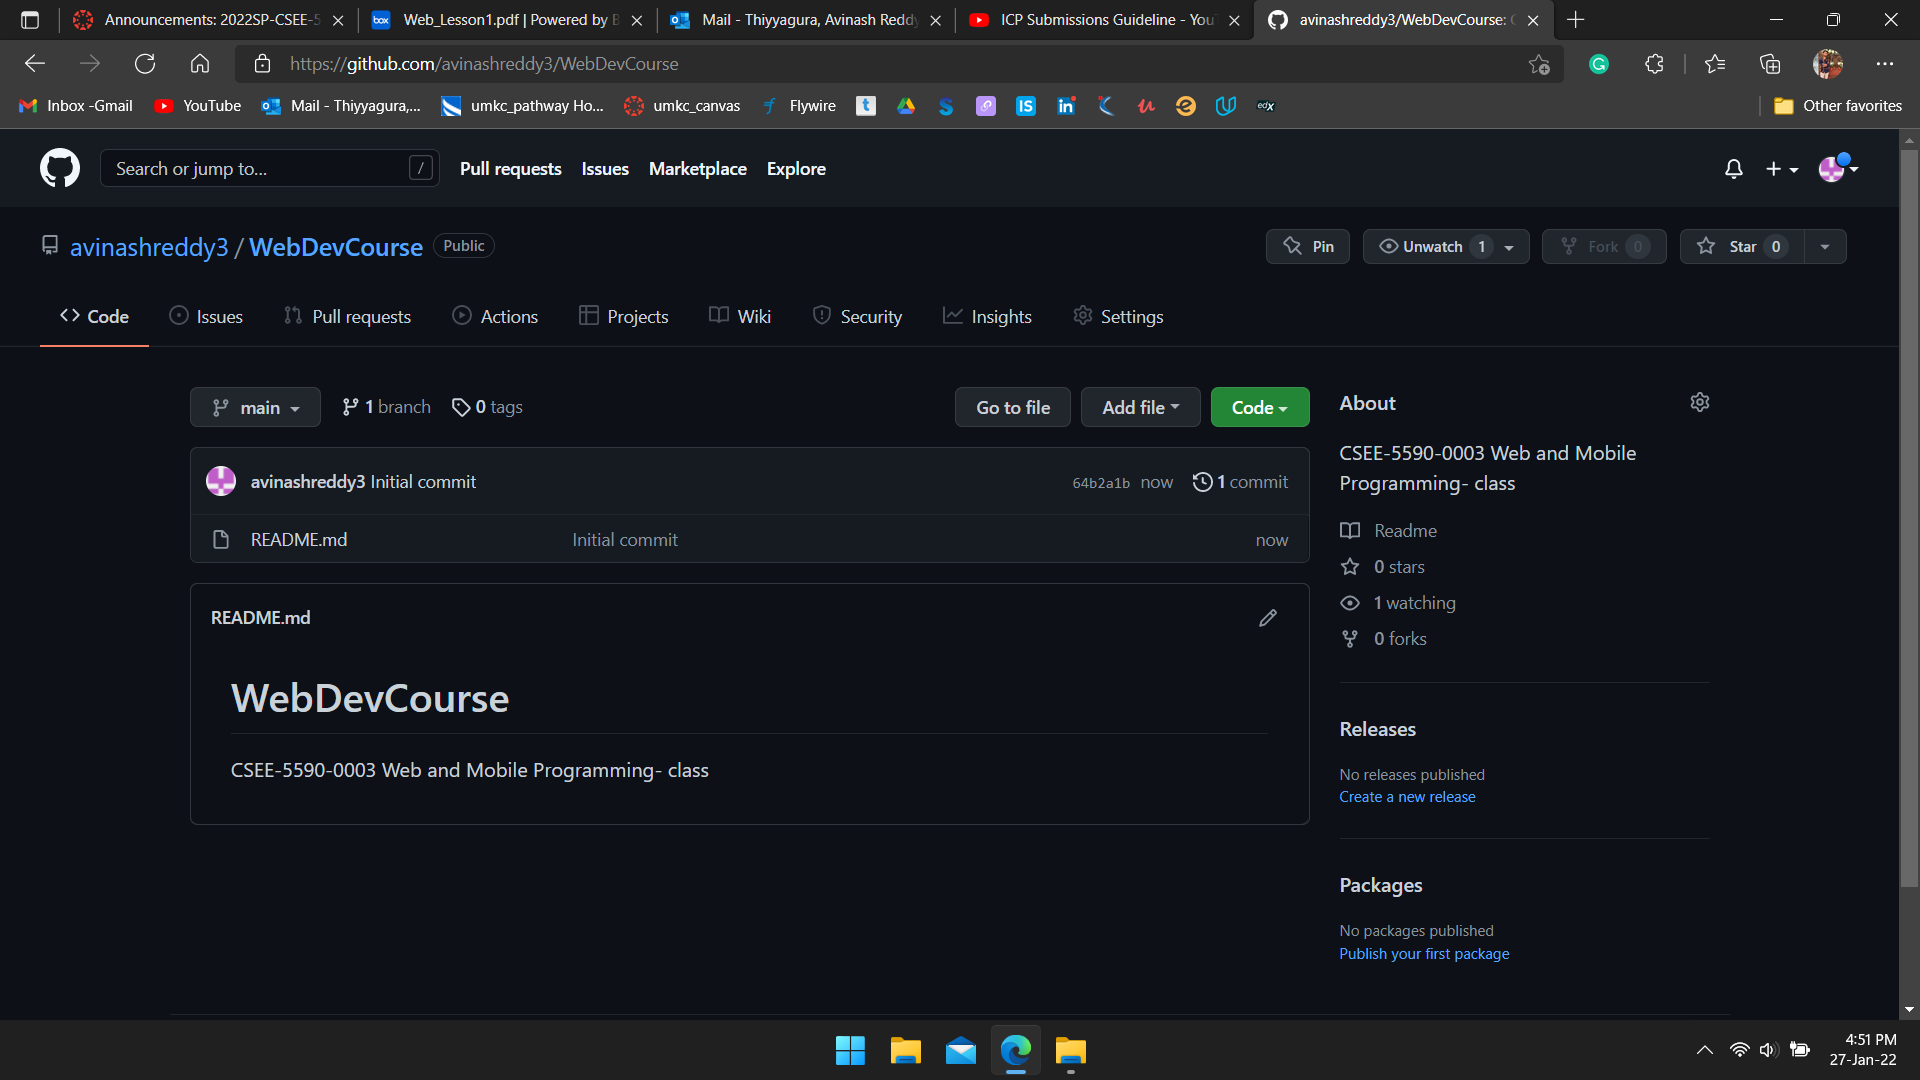 Announcements: 2022SP-CSEE-5
Web_Lesson1.pdf | Powered by B
Mail - Thiyyagura, Avinash Reddy
ICP Submissions Guideline - You
avinashreddy3/WebDevCourse: C
https://github.com/avinashreddy3/WebDevCourse
Inbox -Gmail
YouTube
Mail - Thiyyagura,...
umkc_pathway Ho...
umkc_canvas
Flywire
Other favorites
Search or jump to...
/
Pull requests
Issues
Marketplace
Explore
avinashreddy3 / WebDevCourse
Public
Pin
Unwatch 1
Fork 0
Star 0
Code
Issues
Pull requests
Actions
Projects
Wiki
Security
Insights
Settings
main
1 branch
0 tags
Go to file
Add file
Code
avinashreddy3 Initial commit
64b2a1b now
1 commit
README.md
Initial commit
now
README.md
WebDevCourse
CSEE-5590-0003 Web and Mobile Programming- class
About
CSEE-5590-0003 Web and Mobile
Programming- class
Readme
0 stars
1 watching
0 forks
Releases
No releases published
Create a new release
Packages
No packages published
Publish your first package
4:51 PM
27-Jan-22